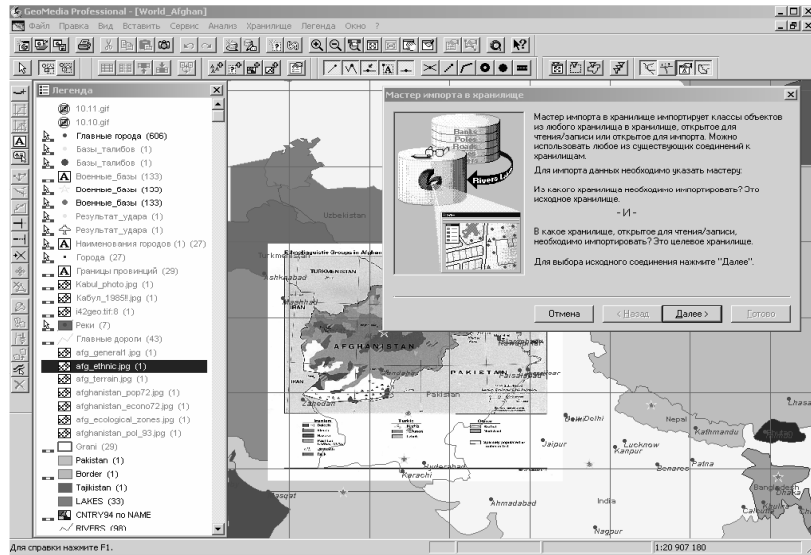 GeoMedia Professional - [World_Afghan]
Файл Правка Вид Вставить Сервис Анализ Хранилище Легенда Окно ?
Легенда
10.11.gif
10.10.gif
Главные города (606)
Базы_талибов (1)
Базы_талибов (1)
Военные_базы (133)
Военные_базы (133)
Военные_базы (133)
Результат_удара (1)
Результат_удара (1)
Наименования городов (1) (27)
Города (27)
Границы провинций (29)
Kabul_photo.jpg (1)
Кабул_1985ll.jpg (1)
i42geo.tif:8 (1)
Реки (7)
Главные дороги (43)
afg_general1.jpg (1)
afg_ethnic.jpg (1)
afg_terrain.jpg (1)
afghanistan_pop72.jpg (1)
afghanistan_econo72.jpg (1)
afg_ecological_zones.jpg (1)
afghanistan_pol_93.jpg (1)
Grani (29)
Pakistan (1)
Border (1)
Tajikistan (1)
LAKES (33)
CNTRY94 по NAME
RIVERS (98)
Мастер импорта в хранилище
Мастер импорта в хранилище импортирует классы объектов
из любого хранилища в хранилище, открытое для
чтения/записи или открытое для импорта. Можно
использовать любое из существующих соединений к
хранилищам.
Для импорта данных необходимо указать мастеру:
Из какого хранилища необходимо импортировать? Это
исходное хранилище.
- И -
В какое хранилище, открытое для чтения/записи,
необходимо импортировать? Это целевое хранилище.
Для выбора исходного соединения нажмите "Далее".
Banks
Poles
Roads
Отмена
< Назад
Далее >
Готово
Uzbekistan
TURKMENISTAN
IRAN
AFGHANISTAN
IRAN
PAKISTAN
Pakistan
Zahedan
Hyderabad
Karachi
Delhi
Jaipur
Nepal
Kathmandu
Lucknow
Kanpur
Patna
Benares
Bhutan
Dhaka
Ahmadabad
India
Nagpur
Для справки нажмите F1.
1:20 907 180